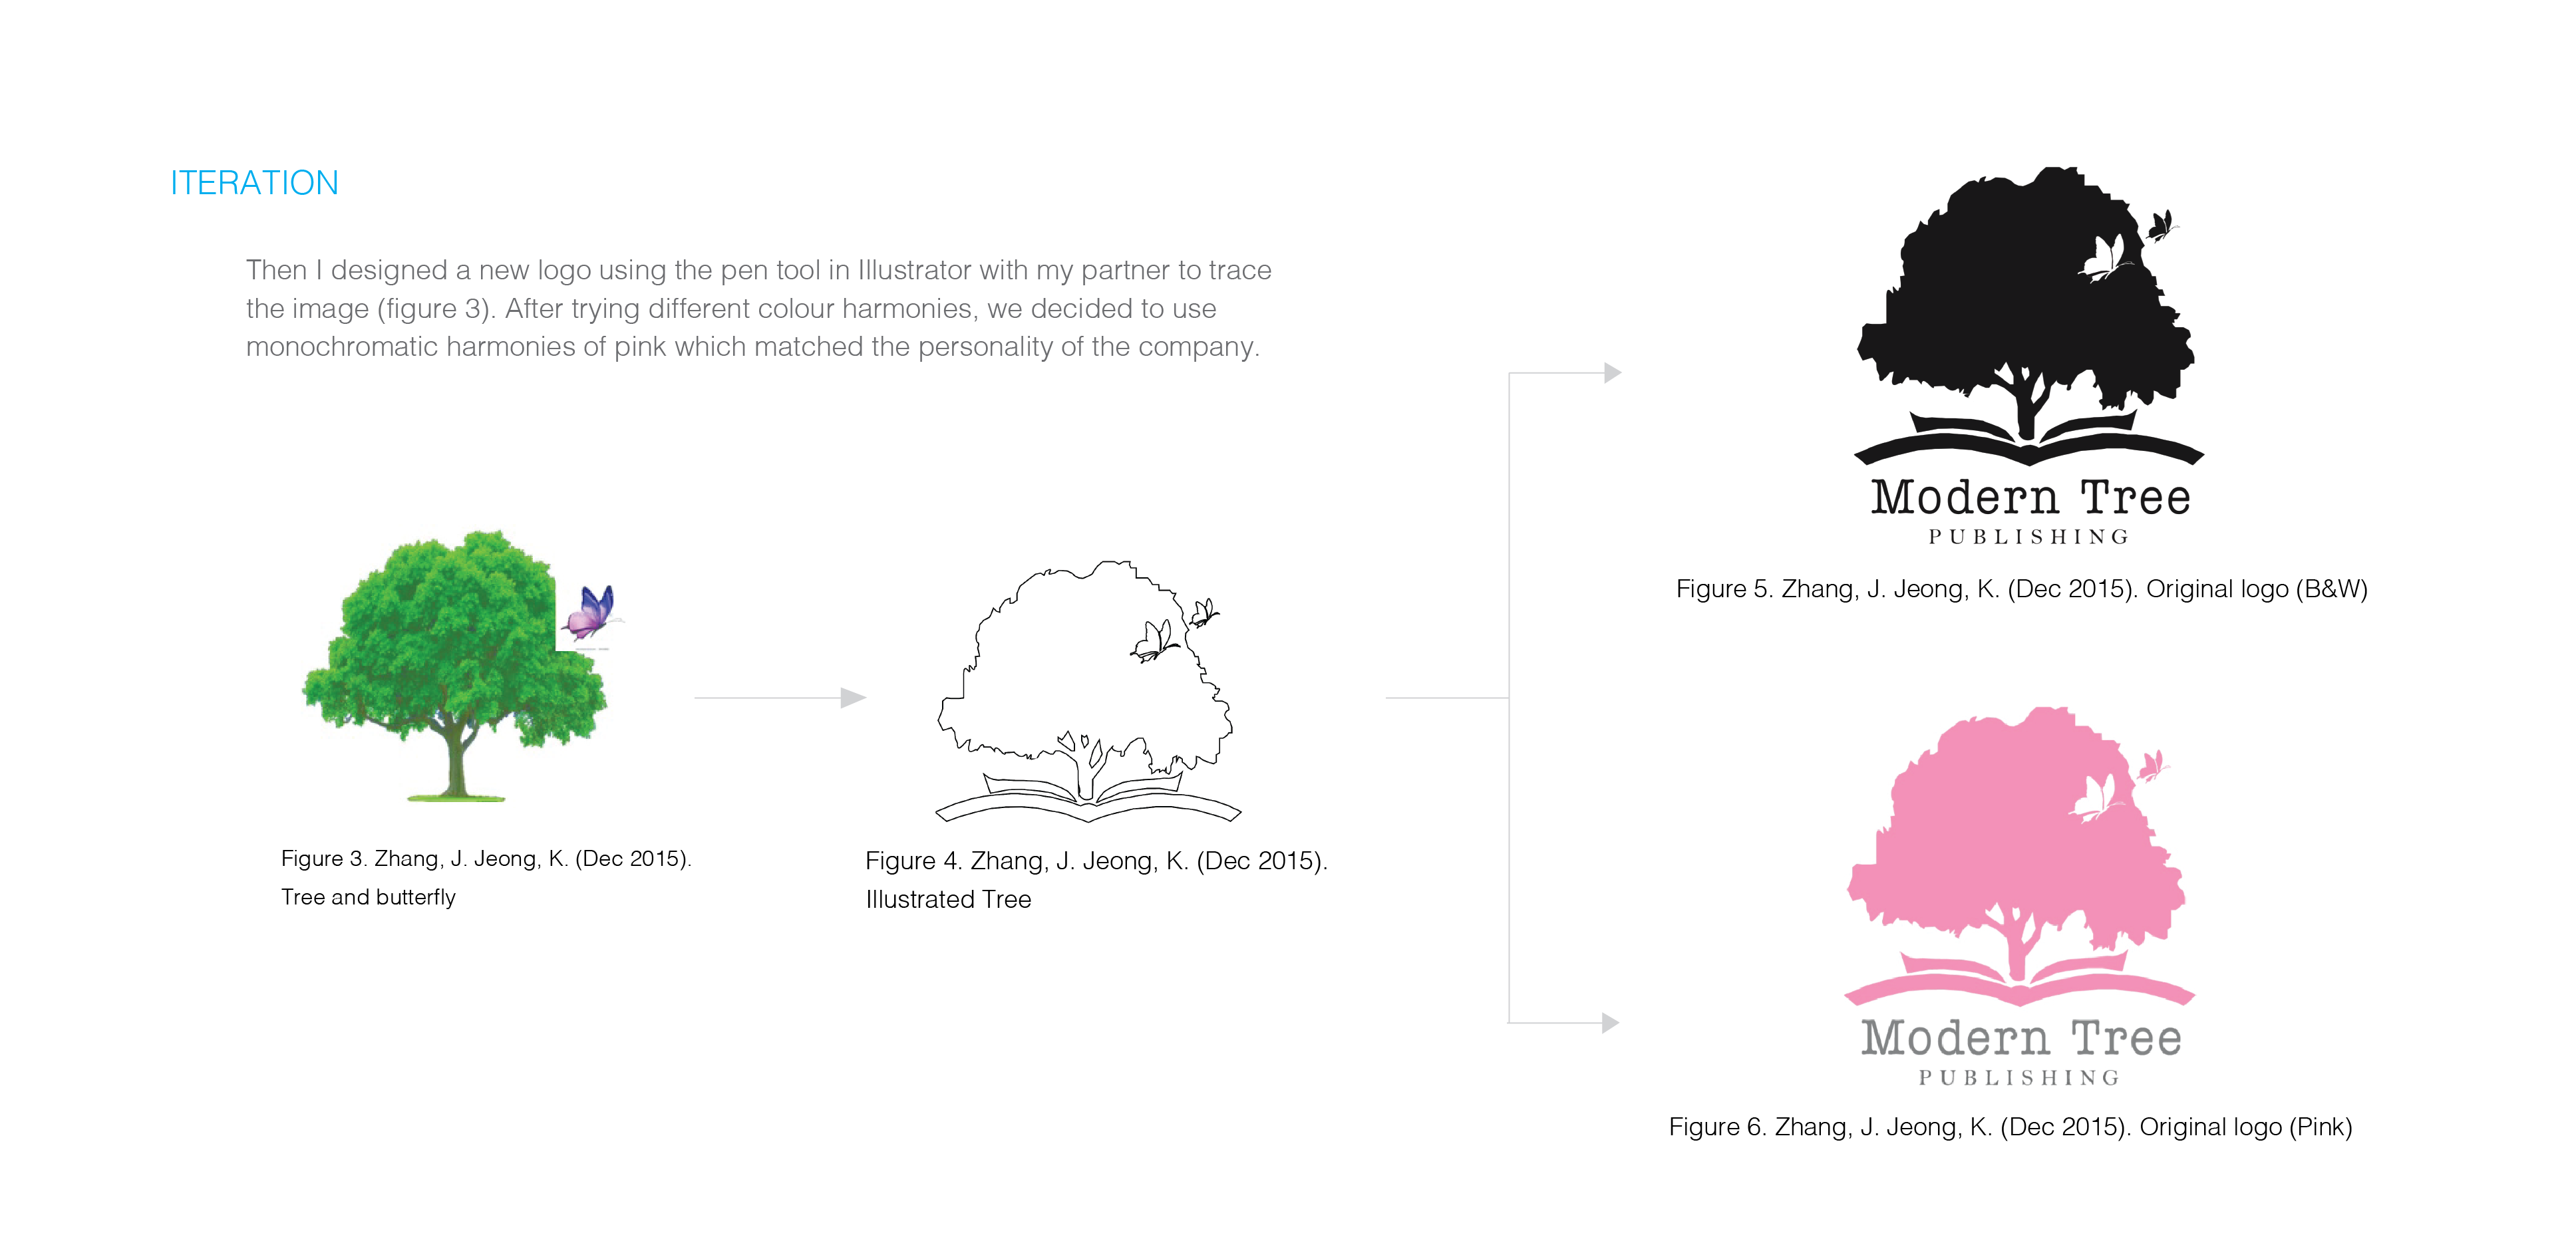 ITERATION
Then I designed a new logo using the pen tool in Illustrator with my partner to trace
the image (figure 3). After trying different colour harmonies, we decided to use
monochromatic harmonies of pink which matched the personality of the company.
Figure 3. Zhang, J. Jeong, K. (Dec 2015).
Tree and butterfly
Figure 4. Zhang, J. Jeong, K. (Dec 2015).
Illustrated Tree
Modern Tree
PUBLISHING
Figure 5. Zhang, J. Jeong, K. (Dec 2015). Original logo (B&W)
Modern Tree
PUBLISHING
Figure 6. Zhang, J. Jeong, K. (Dec 2015). Original logo (Pink)